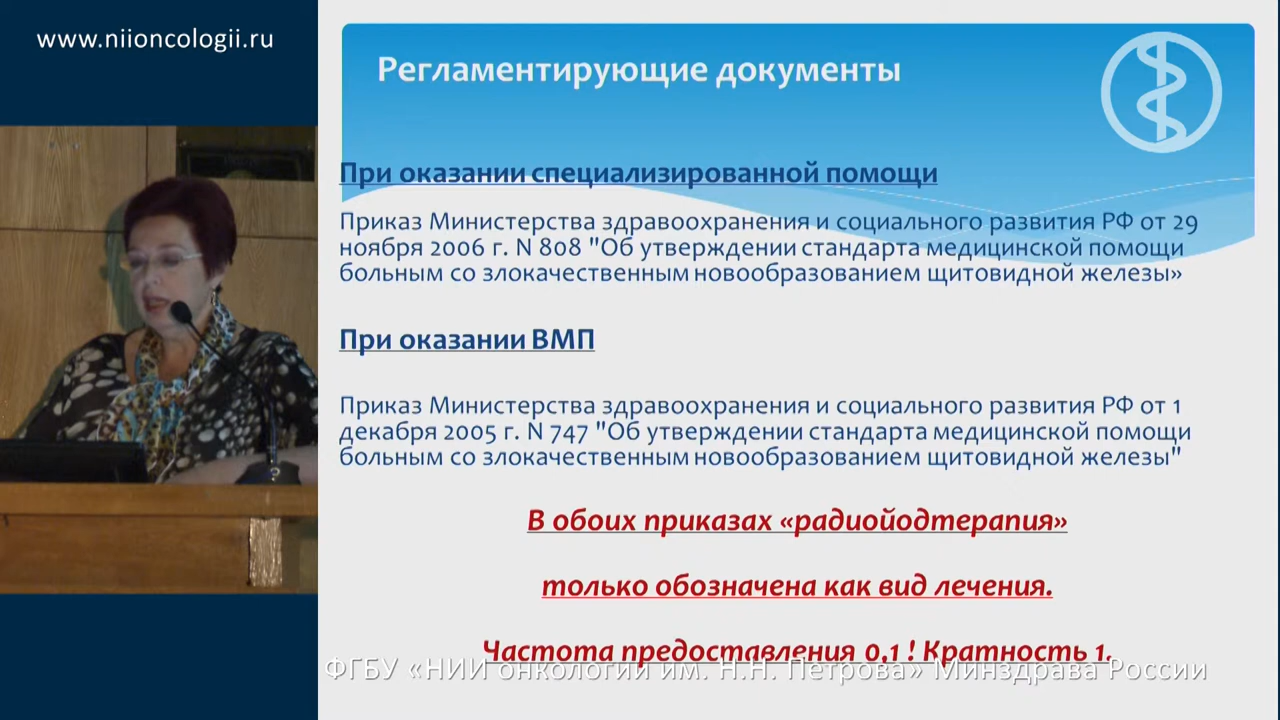 www.niioncologii.ru
Регламентирующие документы
При оказании специализированной помощи
Приказ Министерства здравоохранения и социального развития РФ от 29
ноября 2006 г. N 808 "Об утверждении стандарта медицинской помощи
больным со злокачественным новообразованием щитовидной железы»
При оказании ВМП
Приказ Министерства здравоохранения и социального развития РФ от 1
декабря 2005 г. N 747 "Об утверждении стандарта медицинской помощи
больным со злокачественным новообразованием щитовидной железы"
В обоих приказах «радиойодтерапия»
только обозначена как вид лечения.
Частота предоставления 0,1 ! Кратность 1.
ФГБУ «НИИ онкологии им. Н.Н. Петрова» Минздрава России